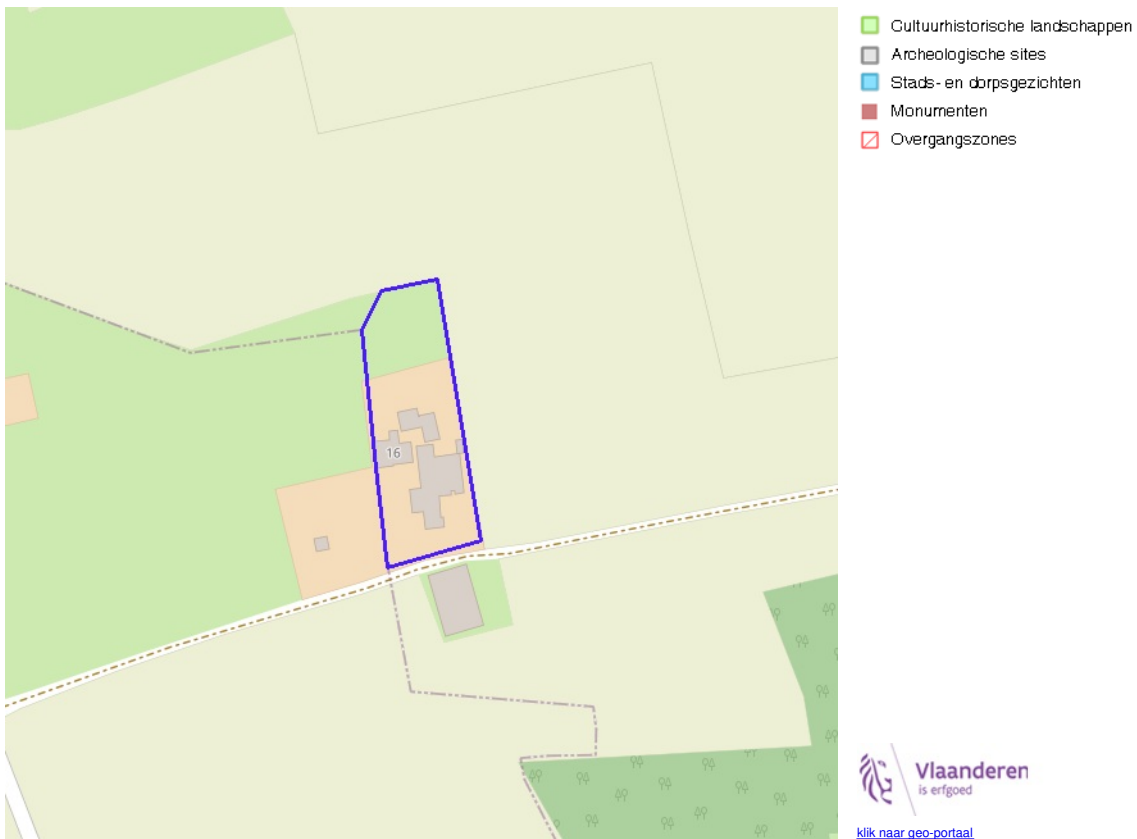 Cultuurhistorische landschappen
Archeologische sites
Stads- en dorpsgezichten
Monumenten
Overgangszones
16
Vlaanderen
is erfgoed
klik naar geo-portaal